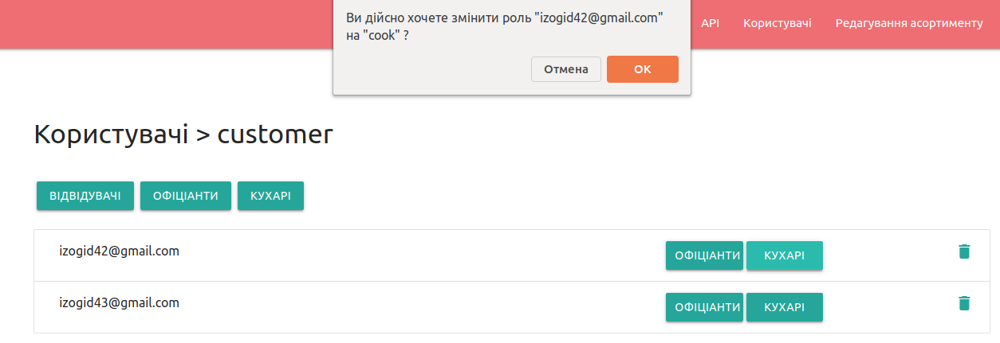 Ви дійсно хочете змінити роль "izogid42@gmail.com"
на "cook" ?
Отмена OK
API Користувачі Редагування асортименту
Користувачі > customer
ВІДВІДУВАЧІ ОФІЦІАНТИ КУХАРІ
izogid42@gmail.com ОФІЦІАНТИ КУХАРІ
izogid43@gmail.com ОФІЦІАНТИ КУХАРІ